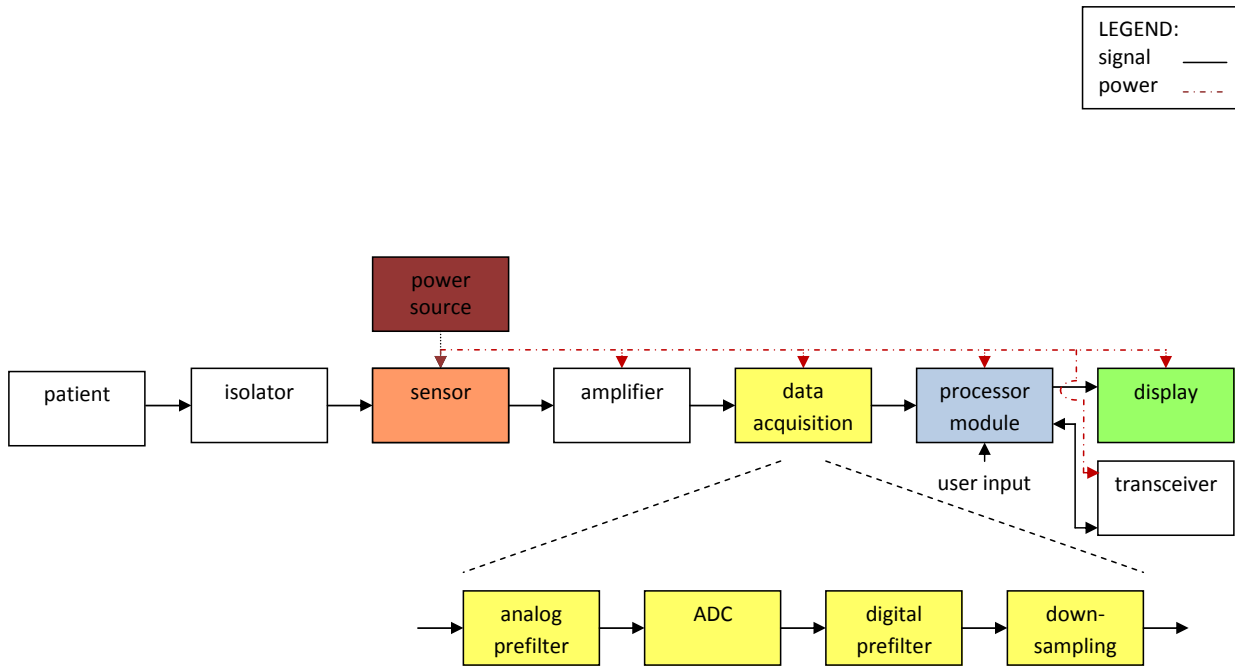 LEGEND:
signal
power
power
source
patient
isolator
sensor
amplifier
data
acquisition
processor
module
display
user input
transceiver
analog
prefilter
ADC
digital
prefilter
down-
sampling